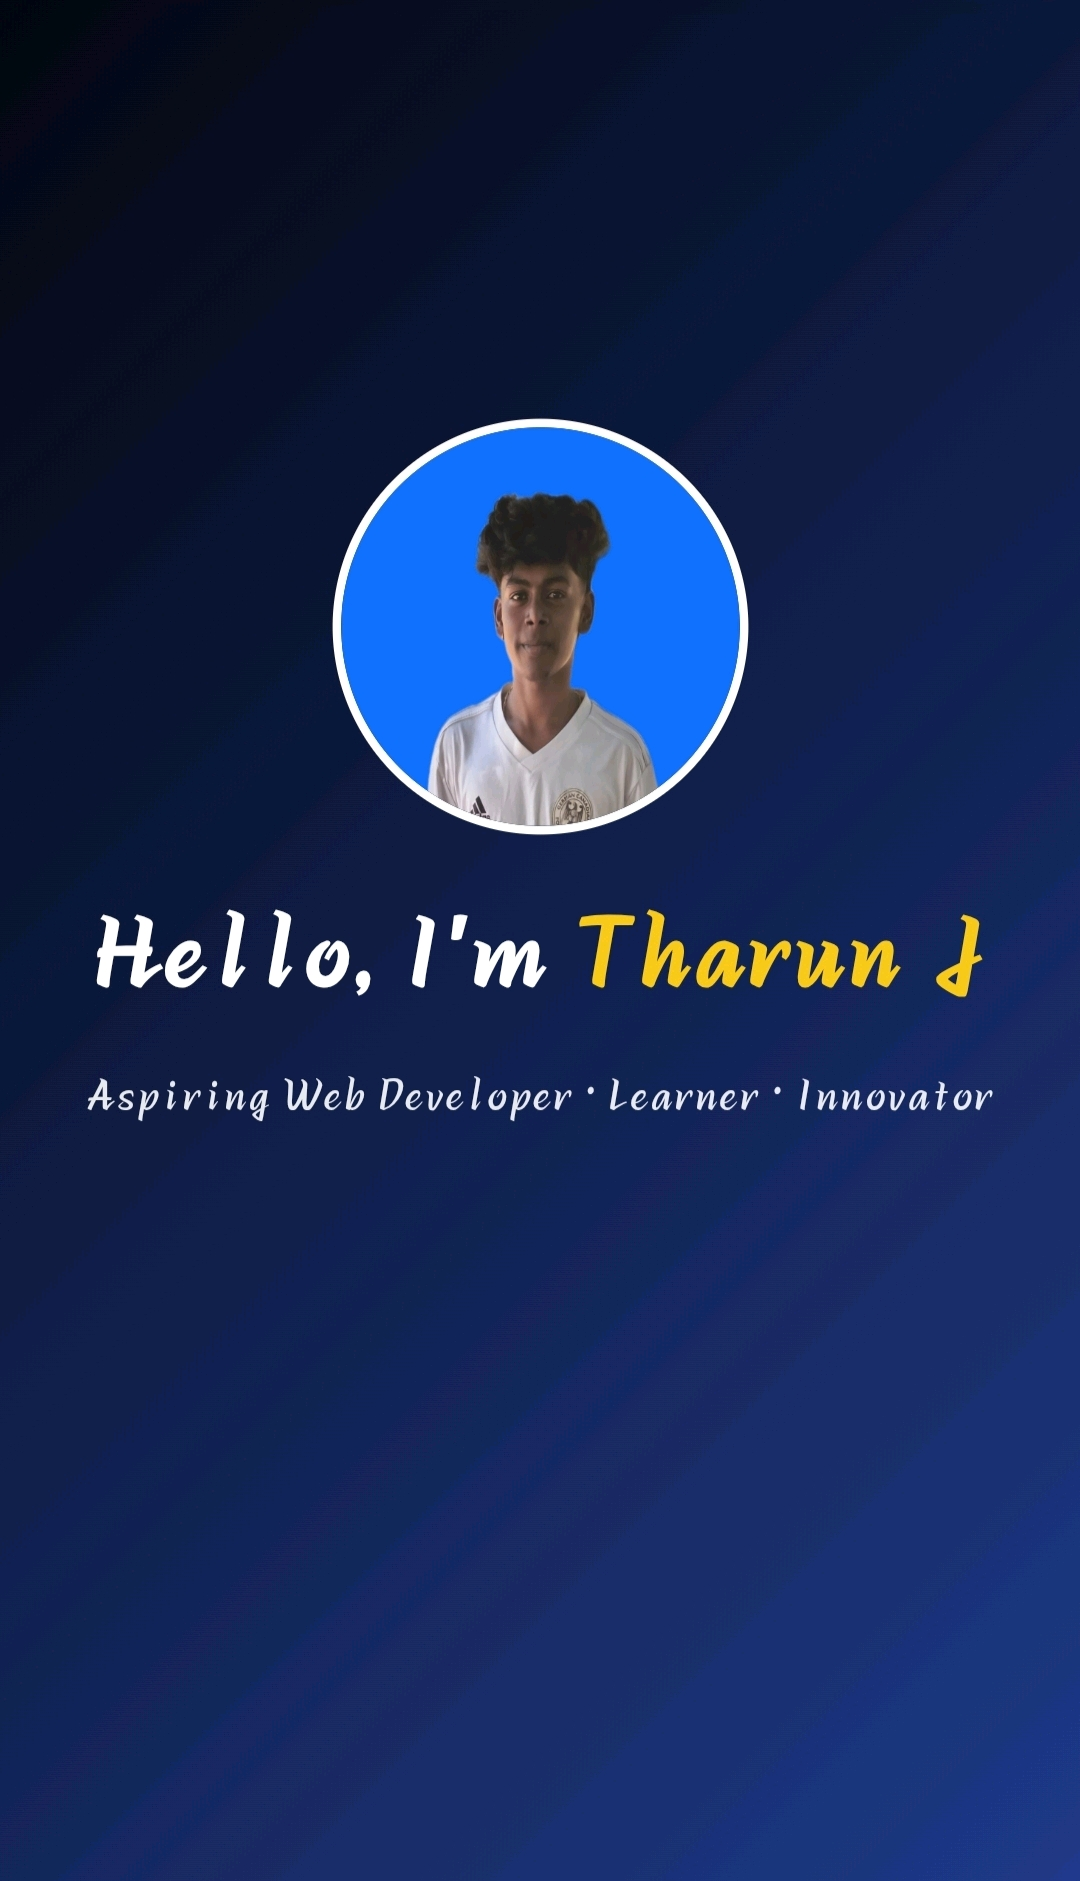 Hello, I'm Tharun J
Aspiring Web Developer • Learner • Innovator